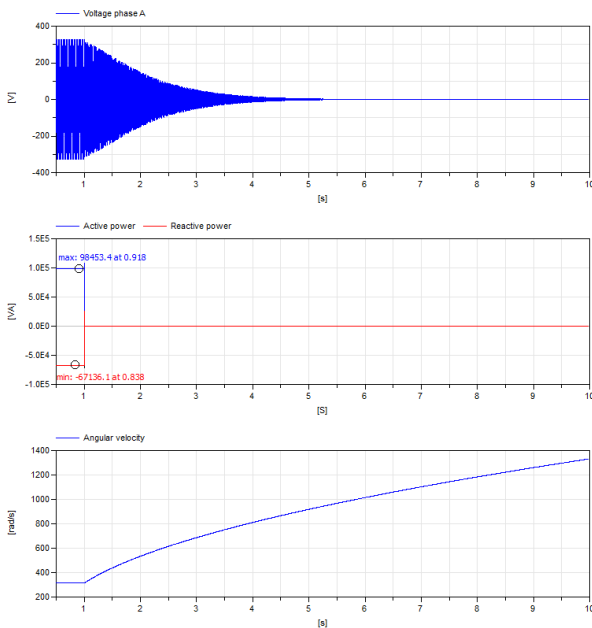 Voltage phase A
400
200
0
-200
-400
[V]
1 2 3 4 5 6 7 8 9 10
[s]
Active power Reactive power
1.5E5
1.0E5
5.0E4
0.0E0
-5.0E4
-1.0E5
[VA]
max: 98453.4 at 0.918
min: -67136.1 at 0.838
1 2 3 4 5 6 7 8 9 10
[S]
Angular velocity
1400
1200
1000
800
600
400
200
[rad/s]
1 2 3 4 5 6 7 8 9 10
[s]